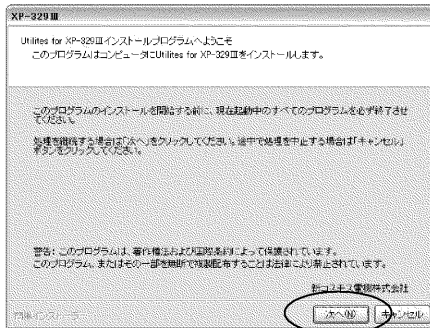 XP-329Ⅲ
Utilites for XP-329Ⅲインストールプログラムへようこそ
このプログラムはコンピュータにUtilites for XP-329Ⅲをインストールします。
このプログラムのインストールを開始する前に、現在起動中のすべてのプログラムを必ず終了させ
てください。
処理を継続する場合は「次へ」をクリックしてください。途中で処理を中止する場合は「キャンセル」
ボタンをクリックしてください。
警告: このプログラムは、著作権法および国際条約によって保護されています。
このプログラム、またはその一部を無断で複製配布することは法律により禁止されています。
新コスモス電機株式会社
簡単インストーラ
次へ(N)
キャンセル